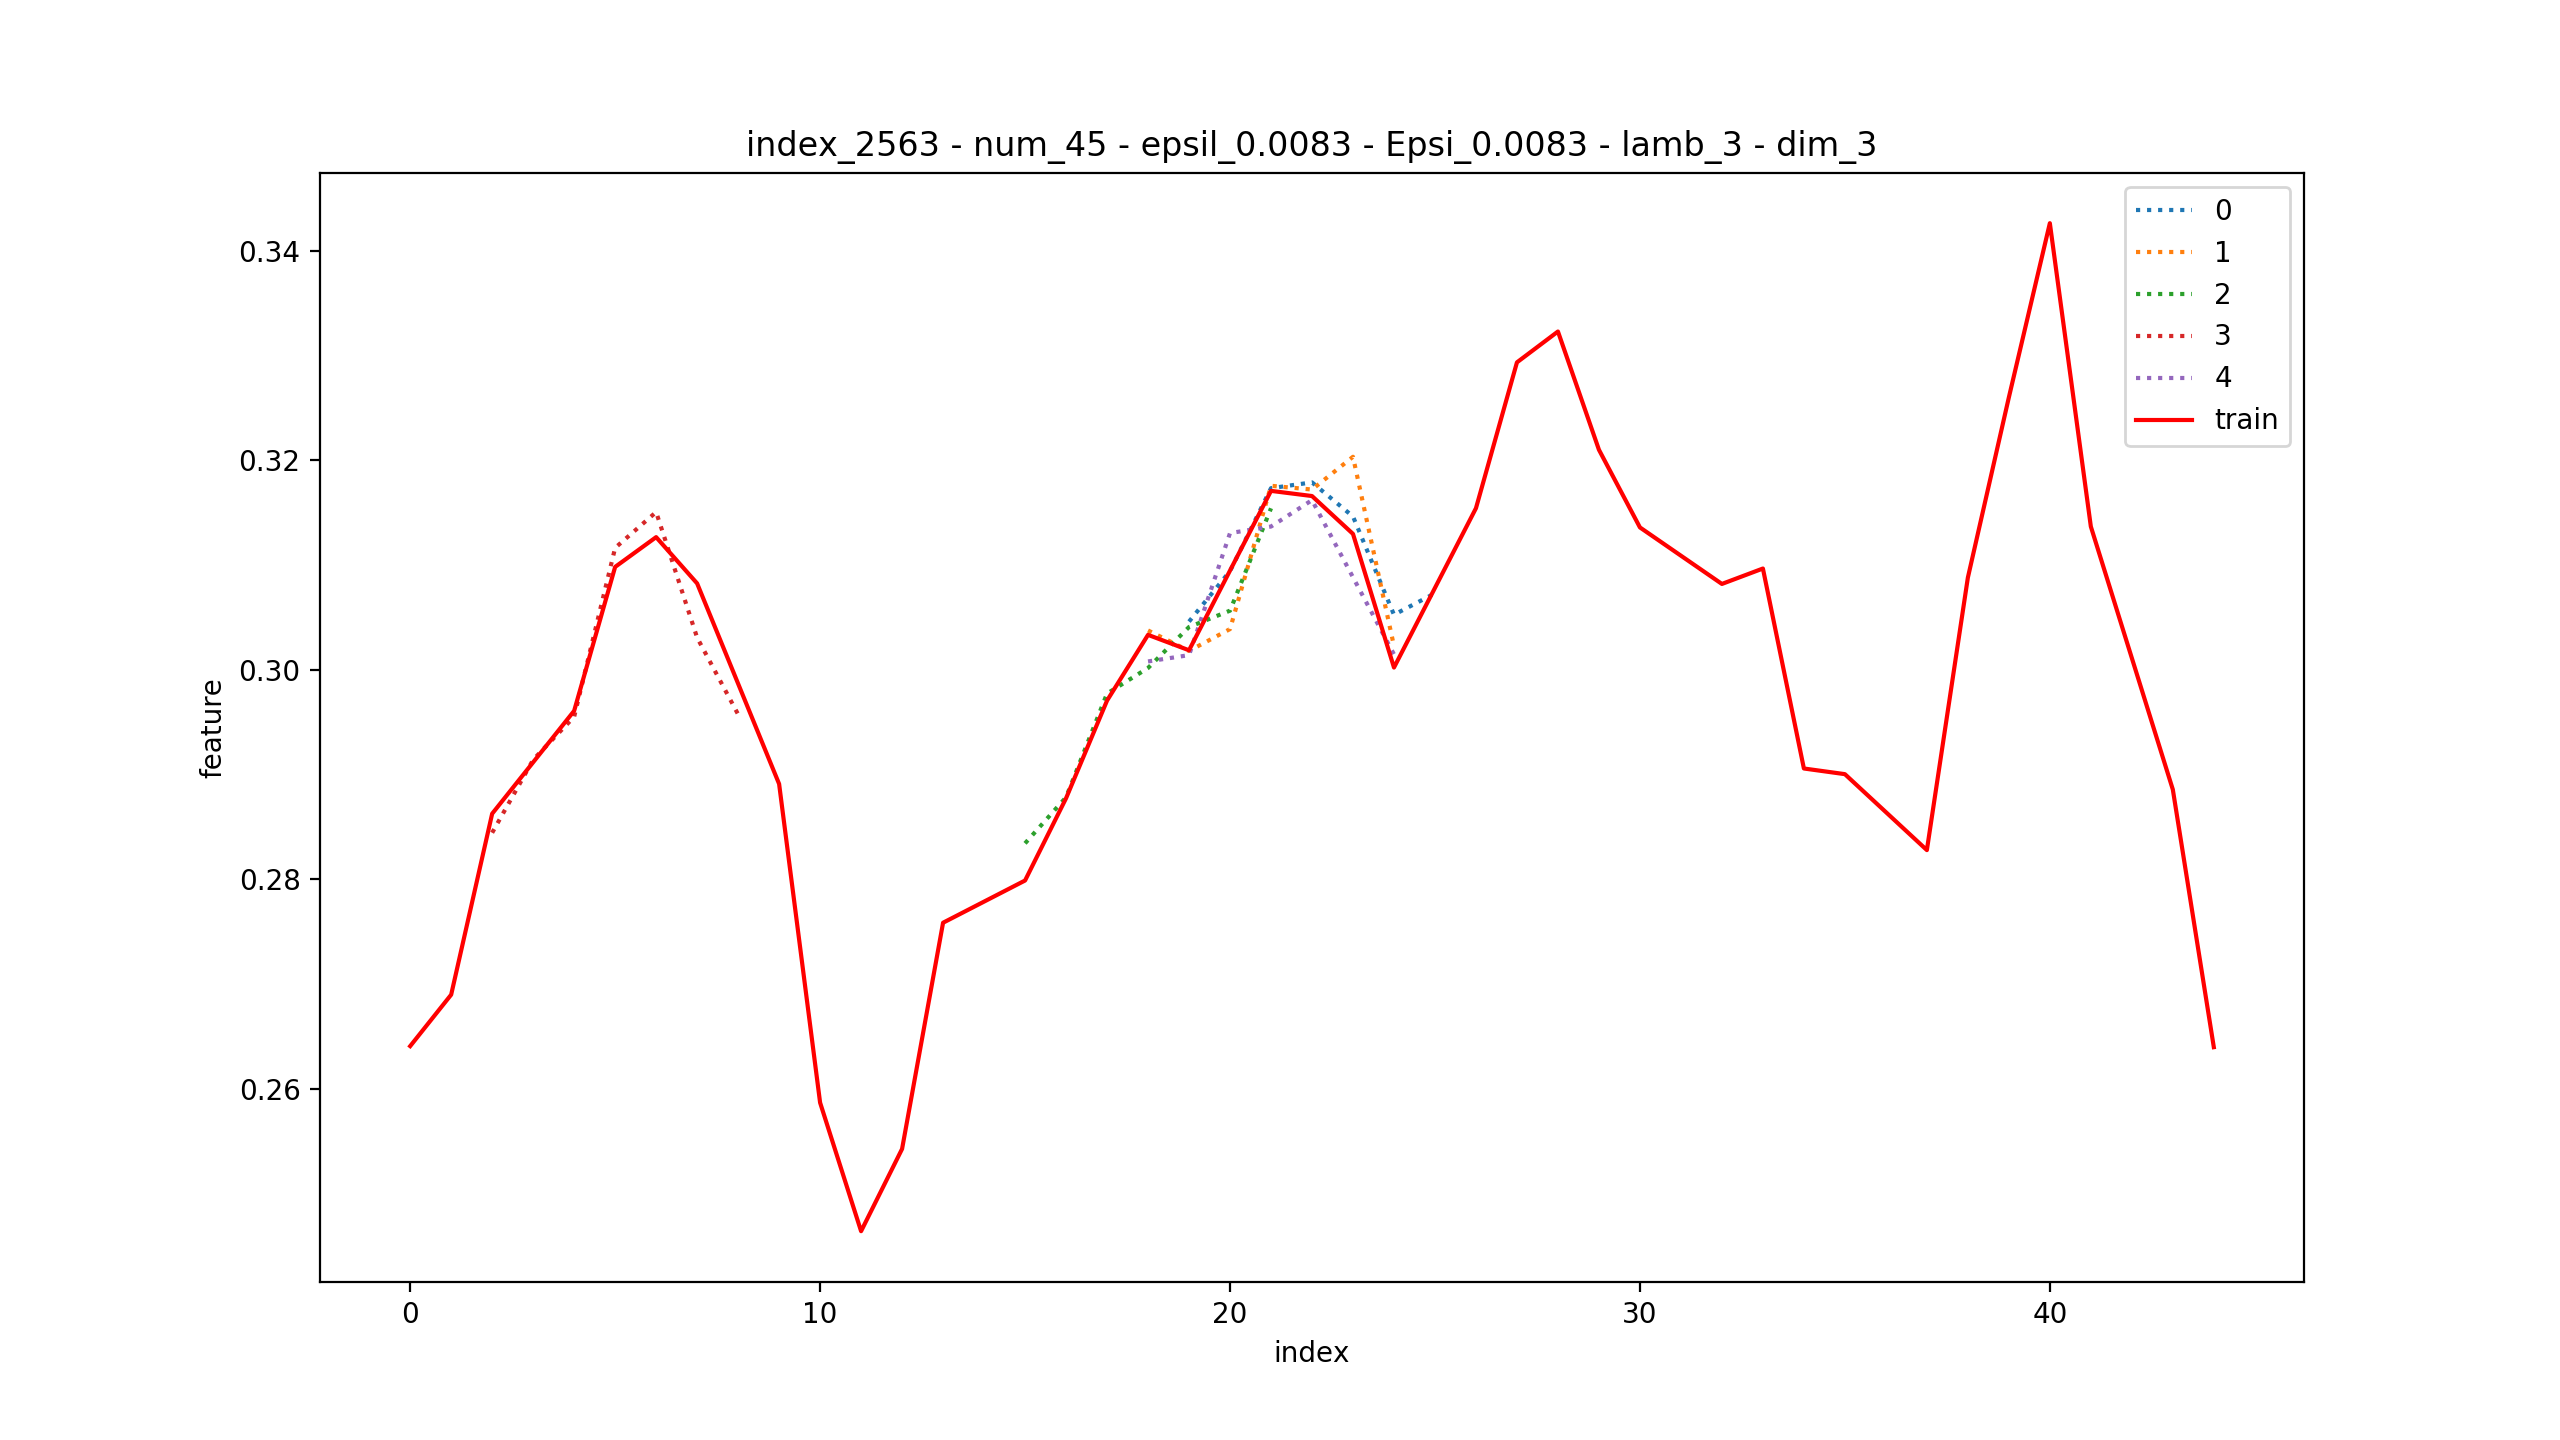 index_2563 - num_45 - epsil_0.0083 - Epsi_0.0083 - lamb_3 - dim_3
0
1
2
3
4
train
0.34
0.32
0.30
0.28
0.26
feature
0 10 20 30 40
index